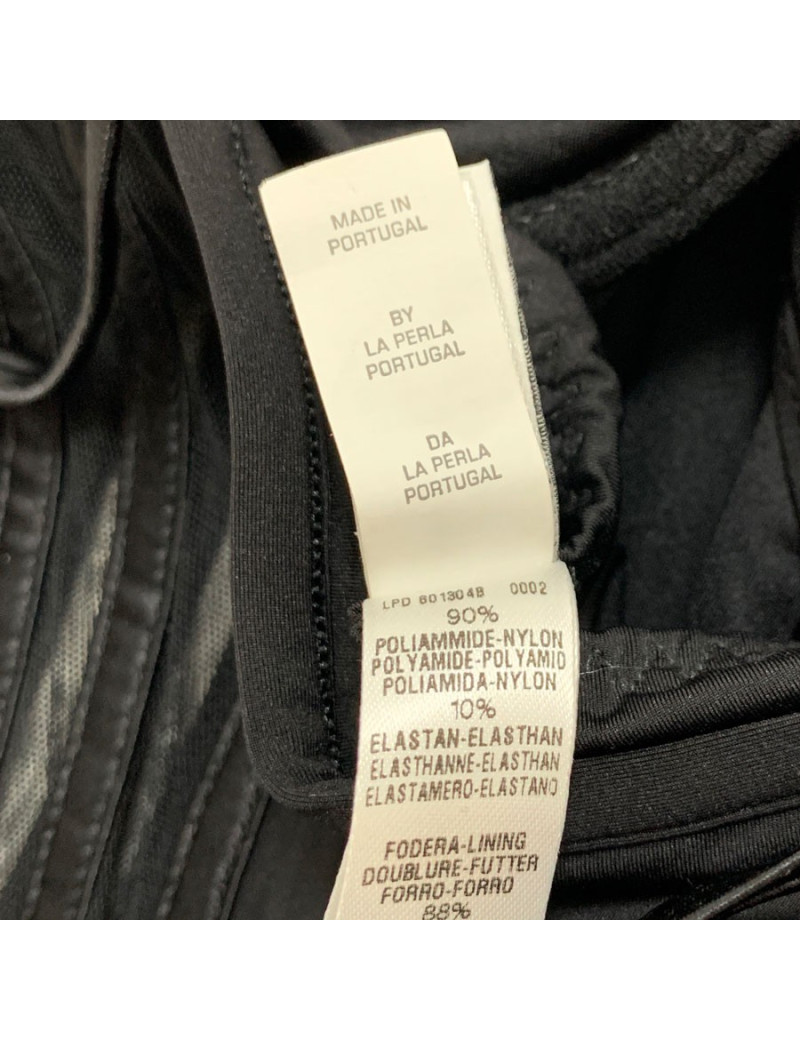 MADE IN
PORTUGAL
BY
LA PERLA
PORTUGAL
DA
LA PERLA
PORTUGAL
LPD 601304B 0002
90%
POLIAMMIDE-NYLON
POLYAMIDE-POLYAMID
POLIAMIDA-NYLON
10%
ELASTAN-ELASTHAN
ELASTHANNE-ELASTHAN
ELASTAMERO-ELASTANO
FODERA-LINING
DOUBLURE-FUTTER
FORRO-FORRO
88%